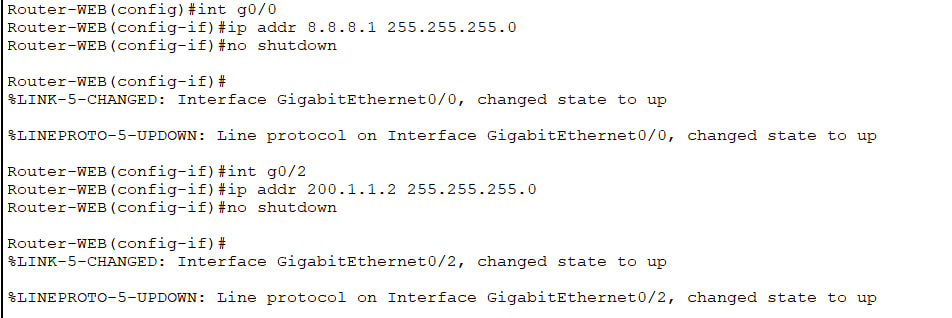 Router-WEB(config)#int g0/0
Router-WEB(config-if)#ip addr 8.8.8.1 255.255.255.0
Router-WEB(config-if)#no shutdown
Router-WEB(config-if)#
%LINK-5-CHANGED: Interface GigabitEthernet0/0, changed state to up
%LINEPROTO-5-UPDOWN: Line protocol on Interface GigabitEthernet0/0, changed state to up
Router-WEB(config-if)#int g0/2
Router-WEB(config-if)#ip addr 200.1.1.2 255.255.255.0
Router-WEB(config-if)#no shutdown
Router-WEB(config-if)#
%LINK-5-CHANGED: Interface GigabitEthernet0/2, changed state to up
%LINEPROTO-5-UPDOWN: Line protocol on Interface GigabitEthernet0/2, changed state to up